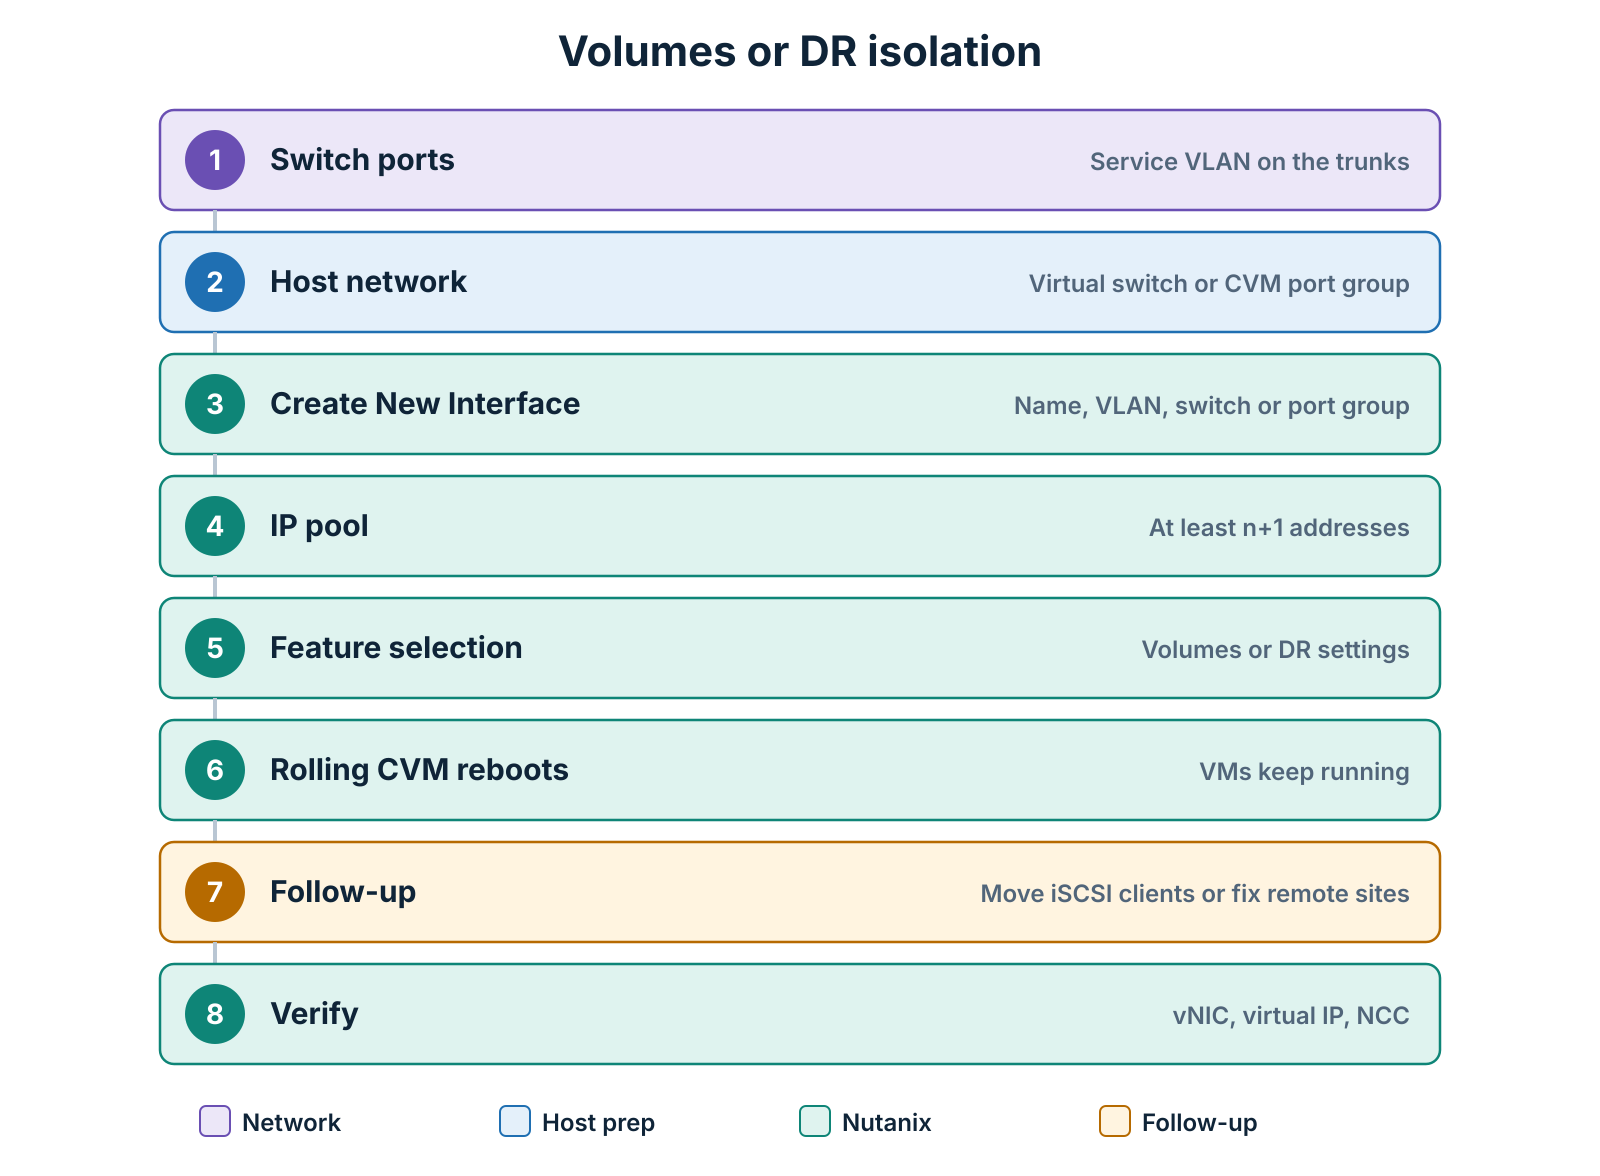 Volumes or DR isolation
1 Switch ports Service VLAN on the trunks
2 Host network Virtual switch or CVM port group
3 Create New Interface Name, VLAN, switch or port group
4 IP pool At least n+1 addresses
5 Feature selection Volumes or DR settings
6 Rolling CVM reboots VMs keep running
7 Follow-up Move iSCSI clients or fix remote sites
8 Verify vNIC, virtual IP, NCC
Network Host prep Nutanix Follow-up